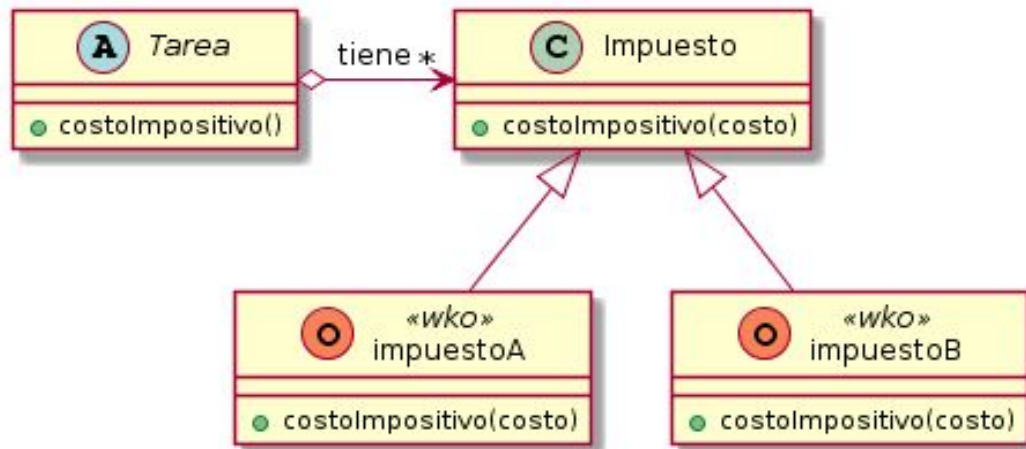 A Tarea
costoImpositivo()
tiene *
C Impuesto
costoImpositivo(costo)
O «wko»
impuestoA
costoImpositivo(costo)
O «wko»
impuestoB
costoImpositivo(costo)